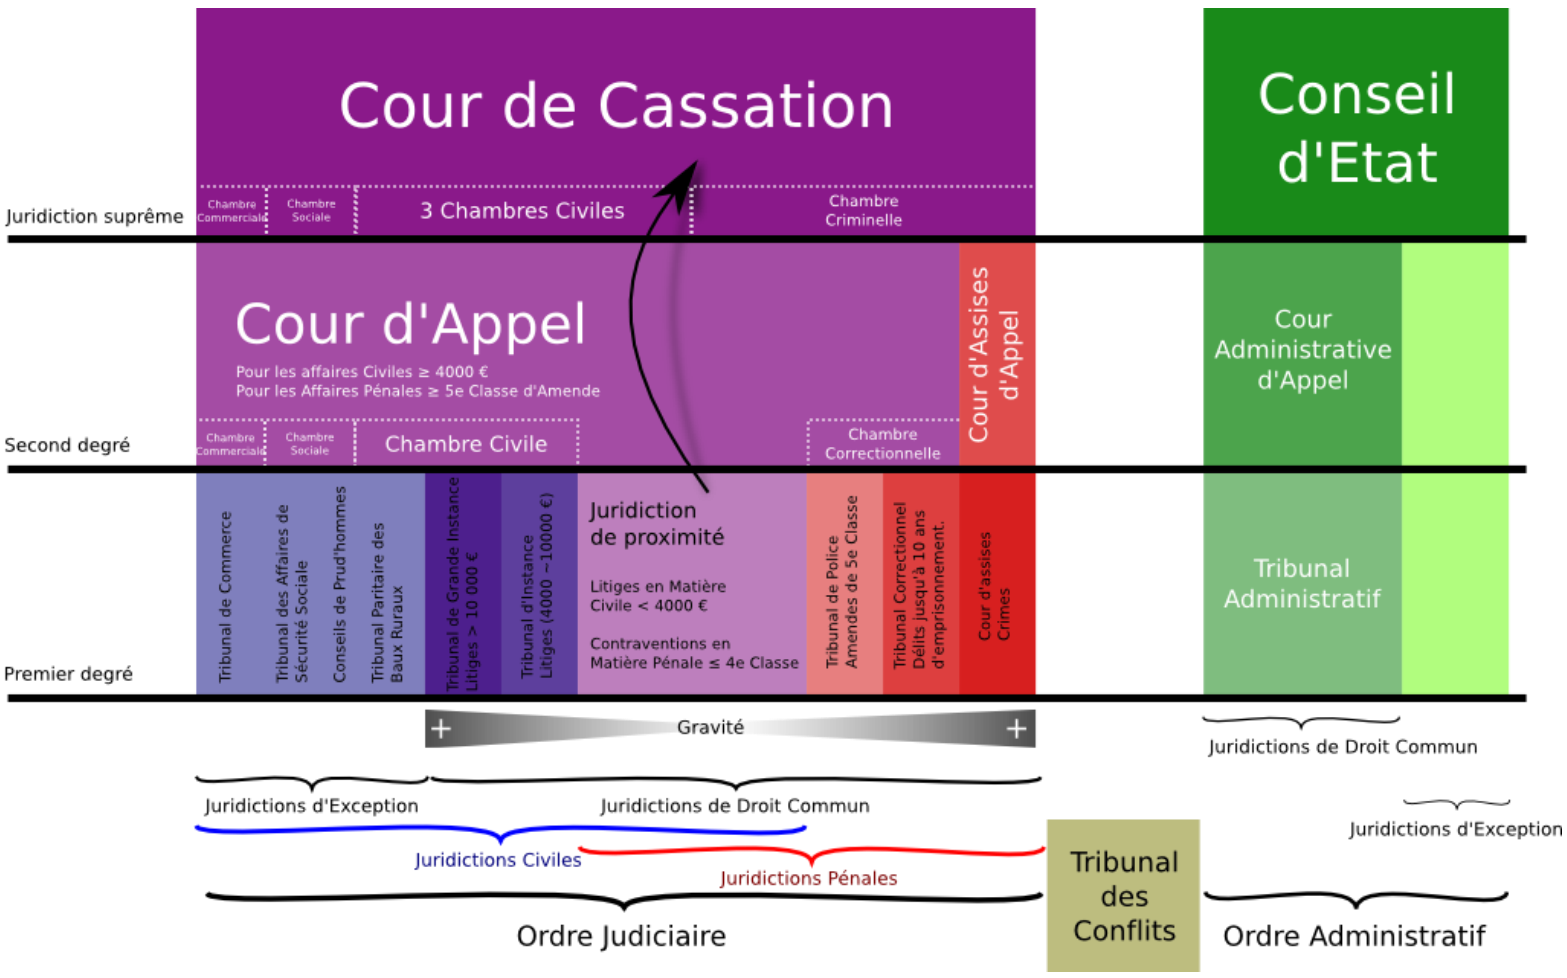 Cour de Cassation
Conseil
d'Etat
Juridiction suprême
Chambre
Commerciale
Chambre
Sociale
3 Chambres Civiles
Chambre
Criminelle
Cour d'Appel
Pour les affaires Civiles ≥ 4000 €
Pour les Affaires Pénales ≥ 5e Classe d'Amende
Cour d'Assises
d'Appel
Cour
Administrative
d'Appel
Second degré
Chambre
Commerciale
Chambre
Sociale
Chambre Civile
Chambre
Correctionnelle
Premier degré
Tribunal de Commerce
Tribunal des Affaires de
Sécurité Sociale
Conseils de Prud'hommes
Tribunal Paritaire des
Baux Ruraux
Tribunal de Grande Instance
Litiges > 10 000 €
Tribunal d'Instance
Litiges (4000 ~10000 €)
Juridiction
de proximité
Litiges en Matière
Civile < 4000 €
Contraventions en
Matière Pénale ≤ 4e Classe
Tribunal de Police
Amendes de 5e Classe
Tribunal Correctionnel
Délits jusqu'à 10 ans
d'emprisonnement.
Cour d'assises
Crimes
Tribunal
Administratif
+ Gravité +
Juridictions de Droit Commun
Juridictions d'Exception
Juridictions de Droit Commun
Juridictions d'Exception
Juridictions Civiles
Juridictions Pénales
Tribunal
des
Conflits
Ordre Judiciaire
Ordre Administratif